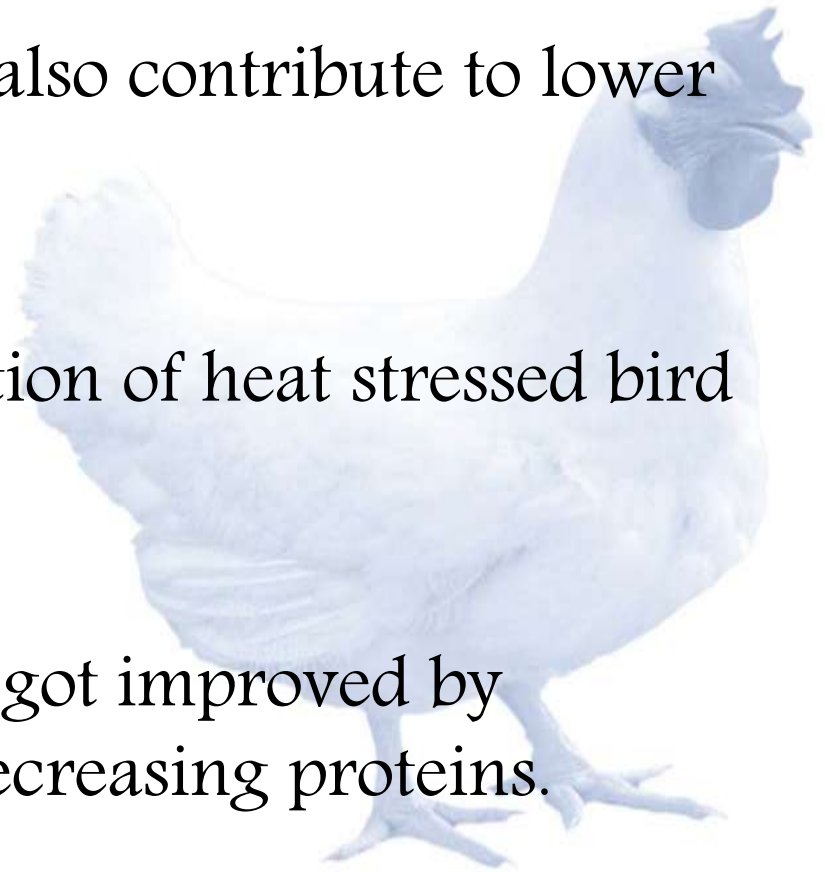 also contribute to lower
tion of heat stressed bird
got improved by
ecreasing proteins.